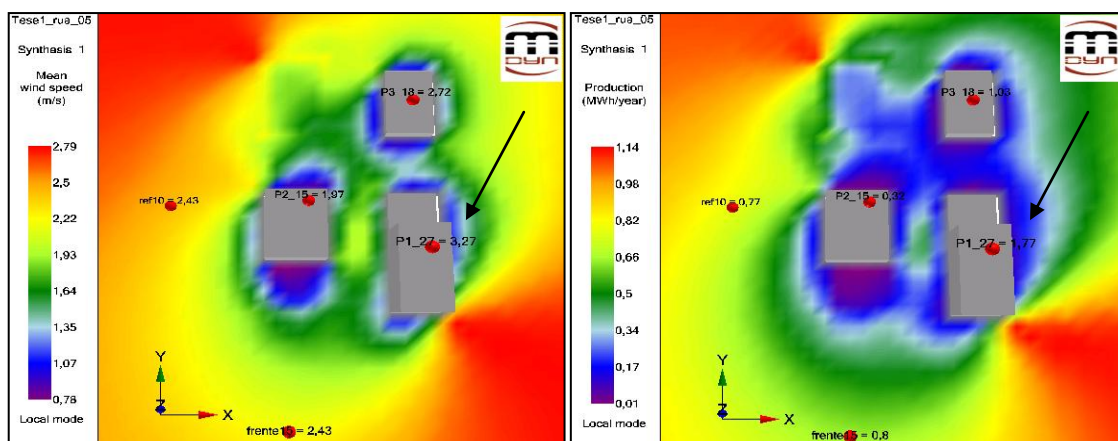 Tese1_rua_05
Synthesis 1
Mean
wind speed
(m/s)
2,79
2,5
2,22
1,93
1,64
1,35
1,07
0,78
Local mode
P3_18 = 2,72
P2_15 = 1,97
ref10 = 2,43
P1_27 = 3,27
Y
Z
X
frente15 = 2,43
Tese1_rua_05
Synthesis 1
Production
(MWh/year)
1,14
0,98
0,82
0,66
0,5
0,34
0,17
0,01
Local mode
P3_18 = 1,03
P2_15 = 0,32
ref10 = 0,77
P1_27 = 1,77
Y
Z
X
frente15 = 0,8